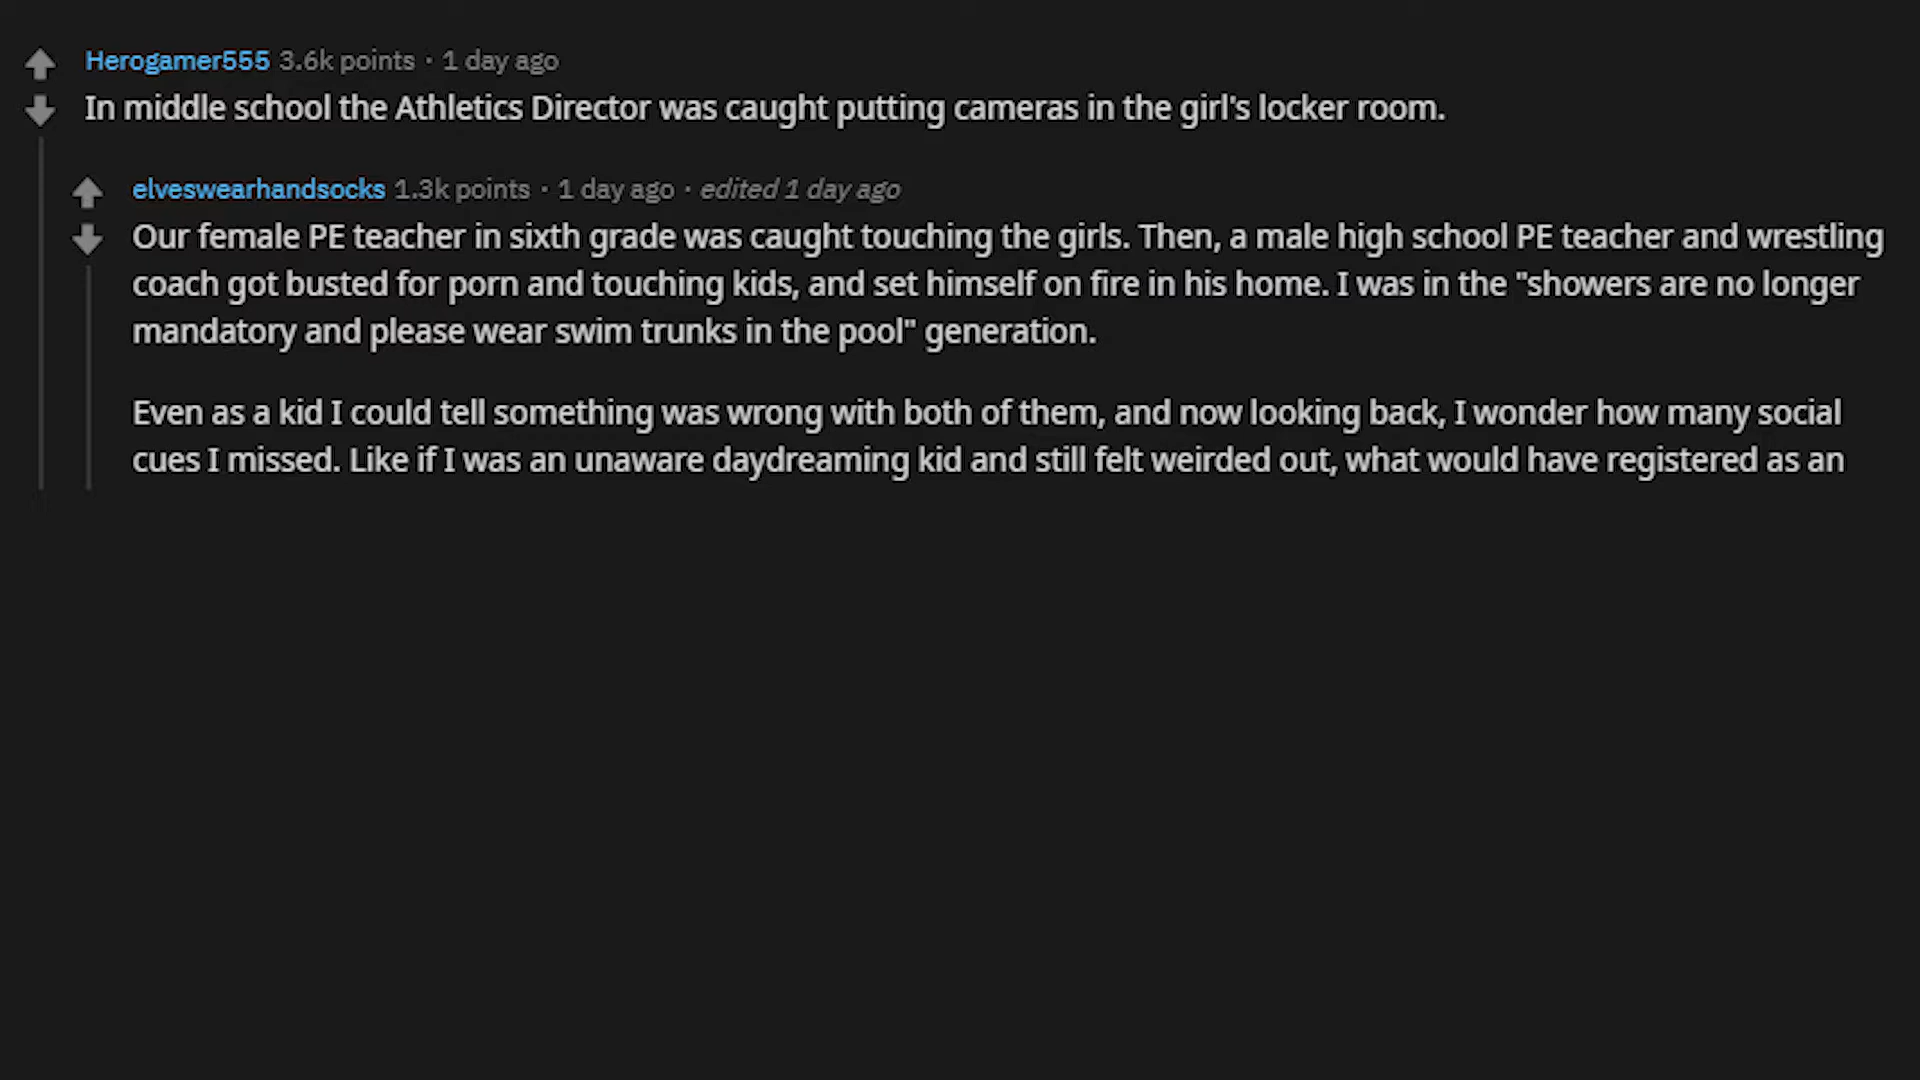 Herogamer555 3.6k points · 1 day ago
In middle school the Athletics Director was caught putting cameras in the girl's locker room.
elveswearhandsocks 1.3k points · 1 day ago · edited 1 day ago
Our female PE teacher in sixth grade was caught touching the girls. Then, a male high school PE teacher and wrestling
coach got busted for porn and touching kids, and set himself on fire in his home. I was in the "showers are no longer
mandatory and please wear swim trunks in the pool" generation.
Even as a kid I could tell something was wrong with both of them, and now looking back, I wonder how many social
cues I missed. Like if I was an unaware daydreaming kid and still felt weirded out, what would have registered as an